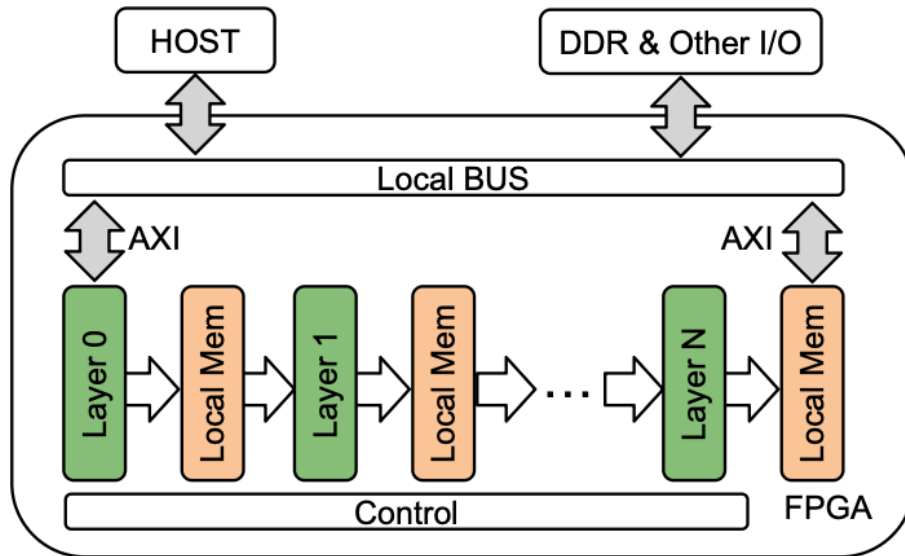 HOST
DDR & Other I/O
Local BUS
AXI
AXI
Layer 0
Local Mem
Layer 1
Local Mem
...
Layer N
Local Mem
Control
FPGA